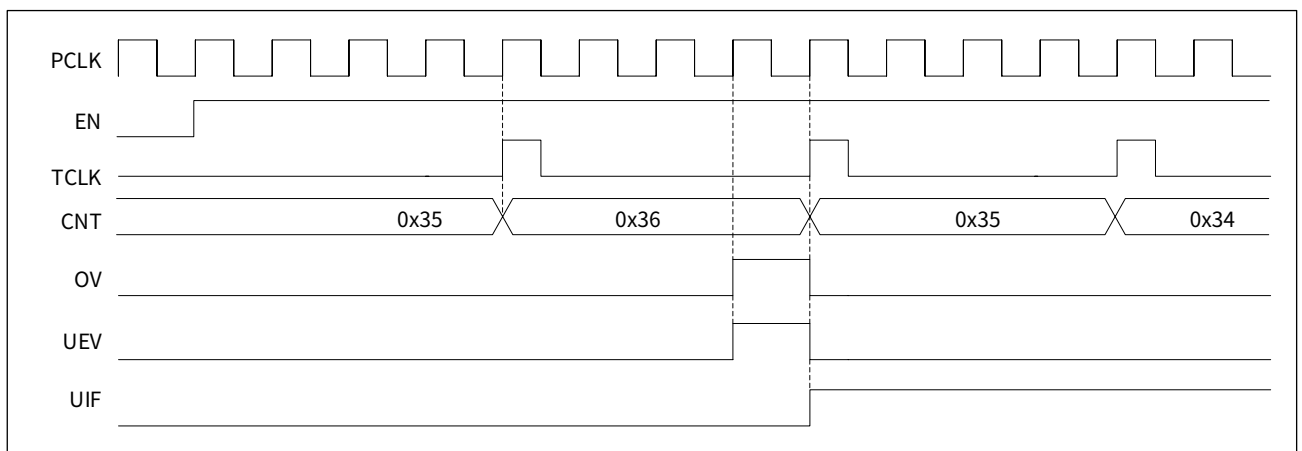 PCLK
EN
TCLK
CNT 0x35 0x36 0x35 0x34
OV
UEV
UIF